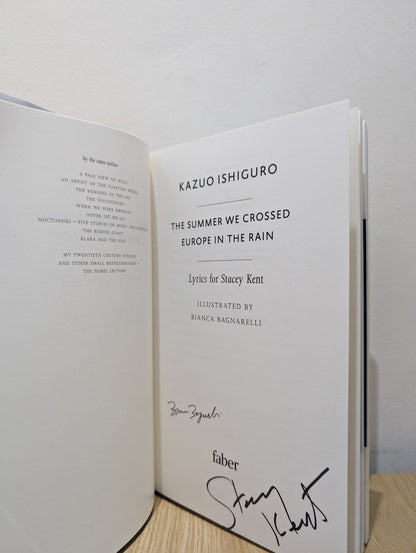 by the same author
A PALE VIEW OF HILLS
AN ARTIST OF THE FLOATING WORLD
THE REMAINS OF THE DAY
THE UNCONSOLED
WHEN WE WERE ORPHANS
NEVER LET ME GO
NOCTURNES – FIVE STORIES OF MUSIC AND
THE BURIED GIANT
KLARA AND THE SUN
MY TWENTIETH CENTURY EVENING
AND OTHER SMALL BREAKTHROUGHS –
THE NOBEL LECTURE
KAZUO ISHIGURO
THE SUMMER WE CROSSED
EUROPE IN THE RAIN
Lyrics for Stacey Kent
ILLUSTRATED BY
BIANCA BAGNARELLI
faber
Stacey
Kent